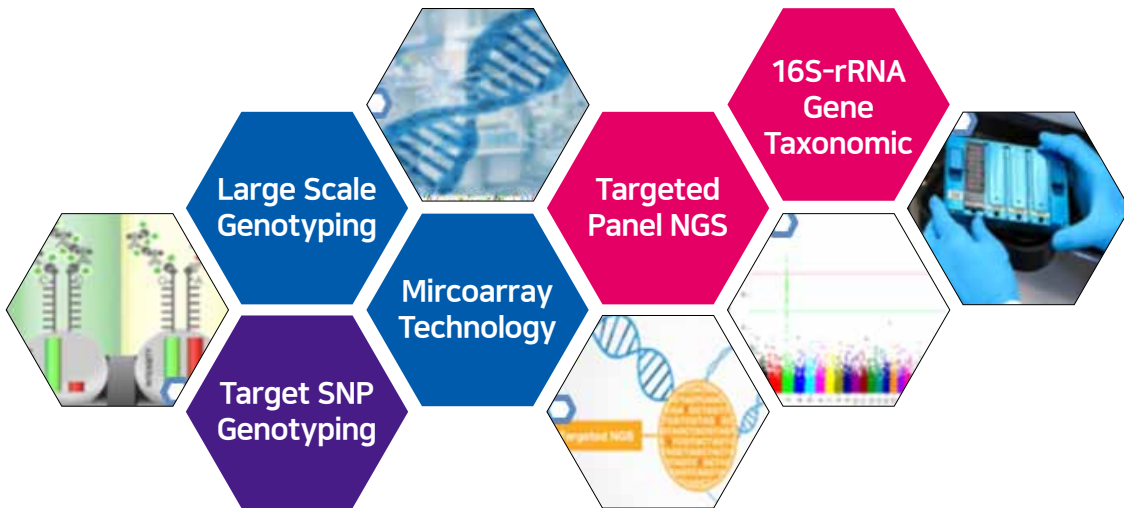 16S-rRNA
Gene
Taxonomic
Large Scale
Genotyping
Targeted
Panel NGS
Mircoarray
Technology
Target SNP
Genotyping
Targeted NGS